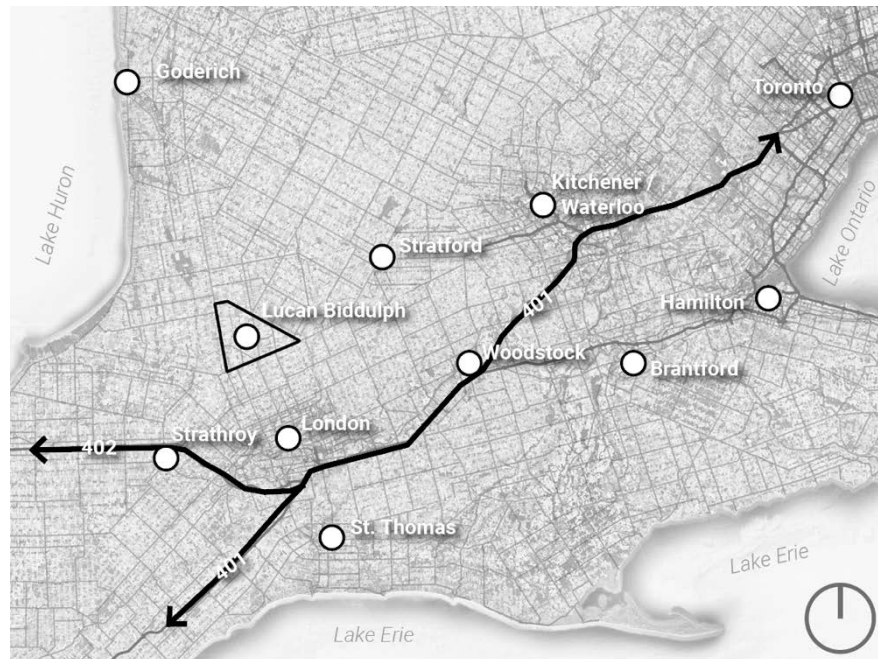 Goderich
Toronto
Lake Huron
Kitchener /
Waterloo
Stratford
Lake Ontario
401
Lucan Biddulph
Hamilton
Woodstock
Brantford
London
Strathroy
402
St. Thomas
401
Lake Erie
Lake Erie